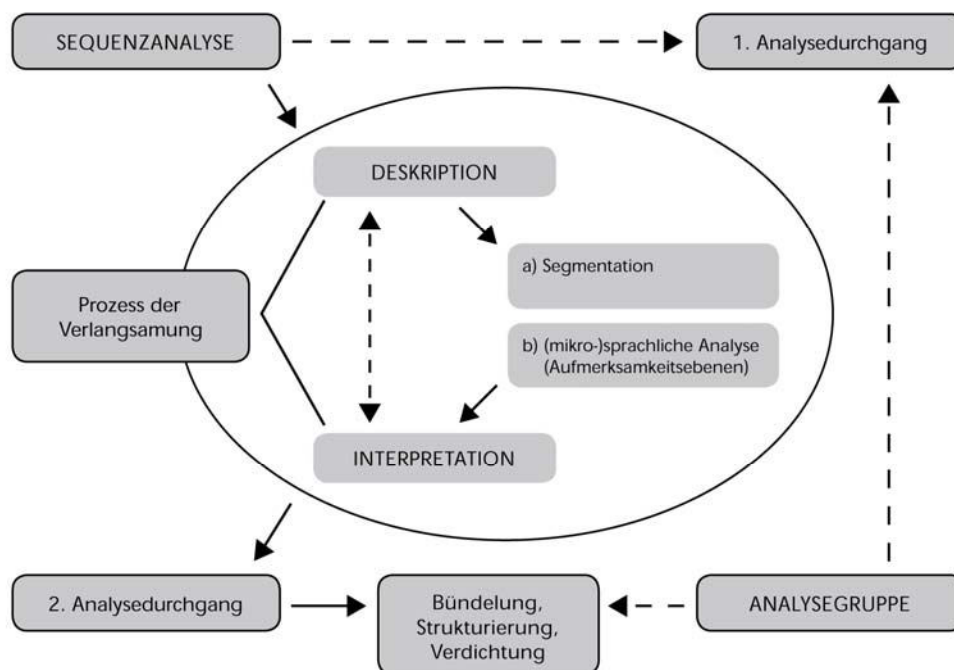 SEQUENZANALYSE
1. Analysedurchgang
DESKRIPTION
a) Segmentation
Prozess der
Verlangsamung
b) (mikro-)sprachliche Analyse
(Aufmerksamkeitsebenen)
INTERPRETATION
2. Analysedurchgang
Bündelung,
Strukturierung,
Verdichtung
ANALYSEGRUPPE